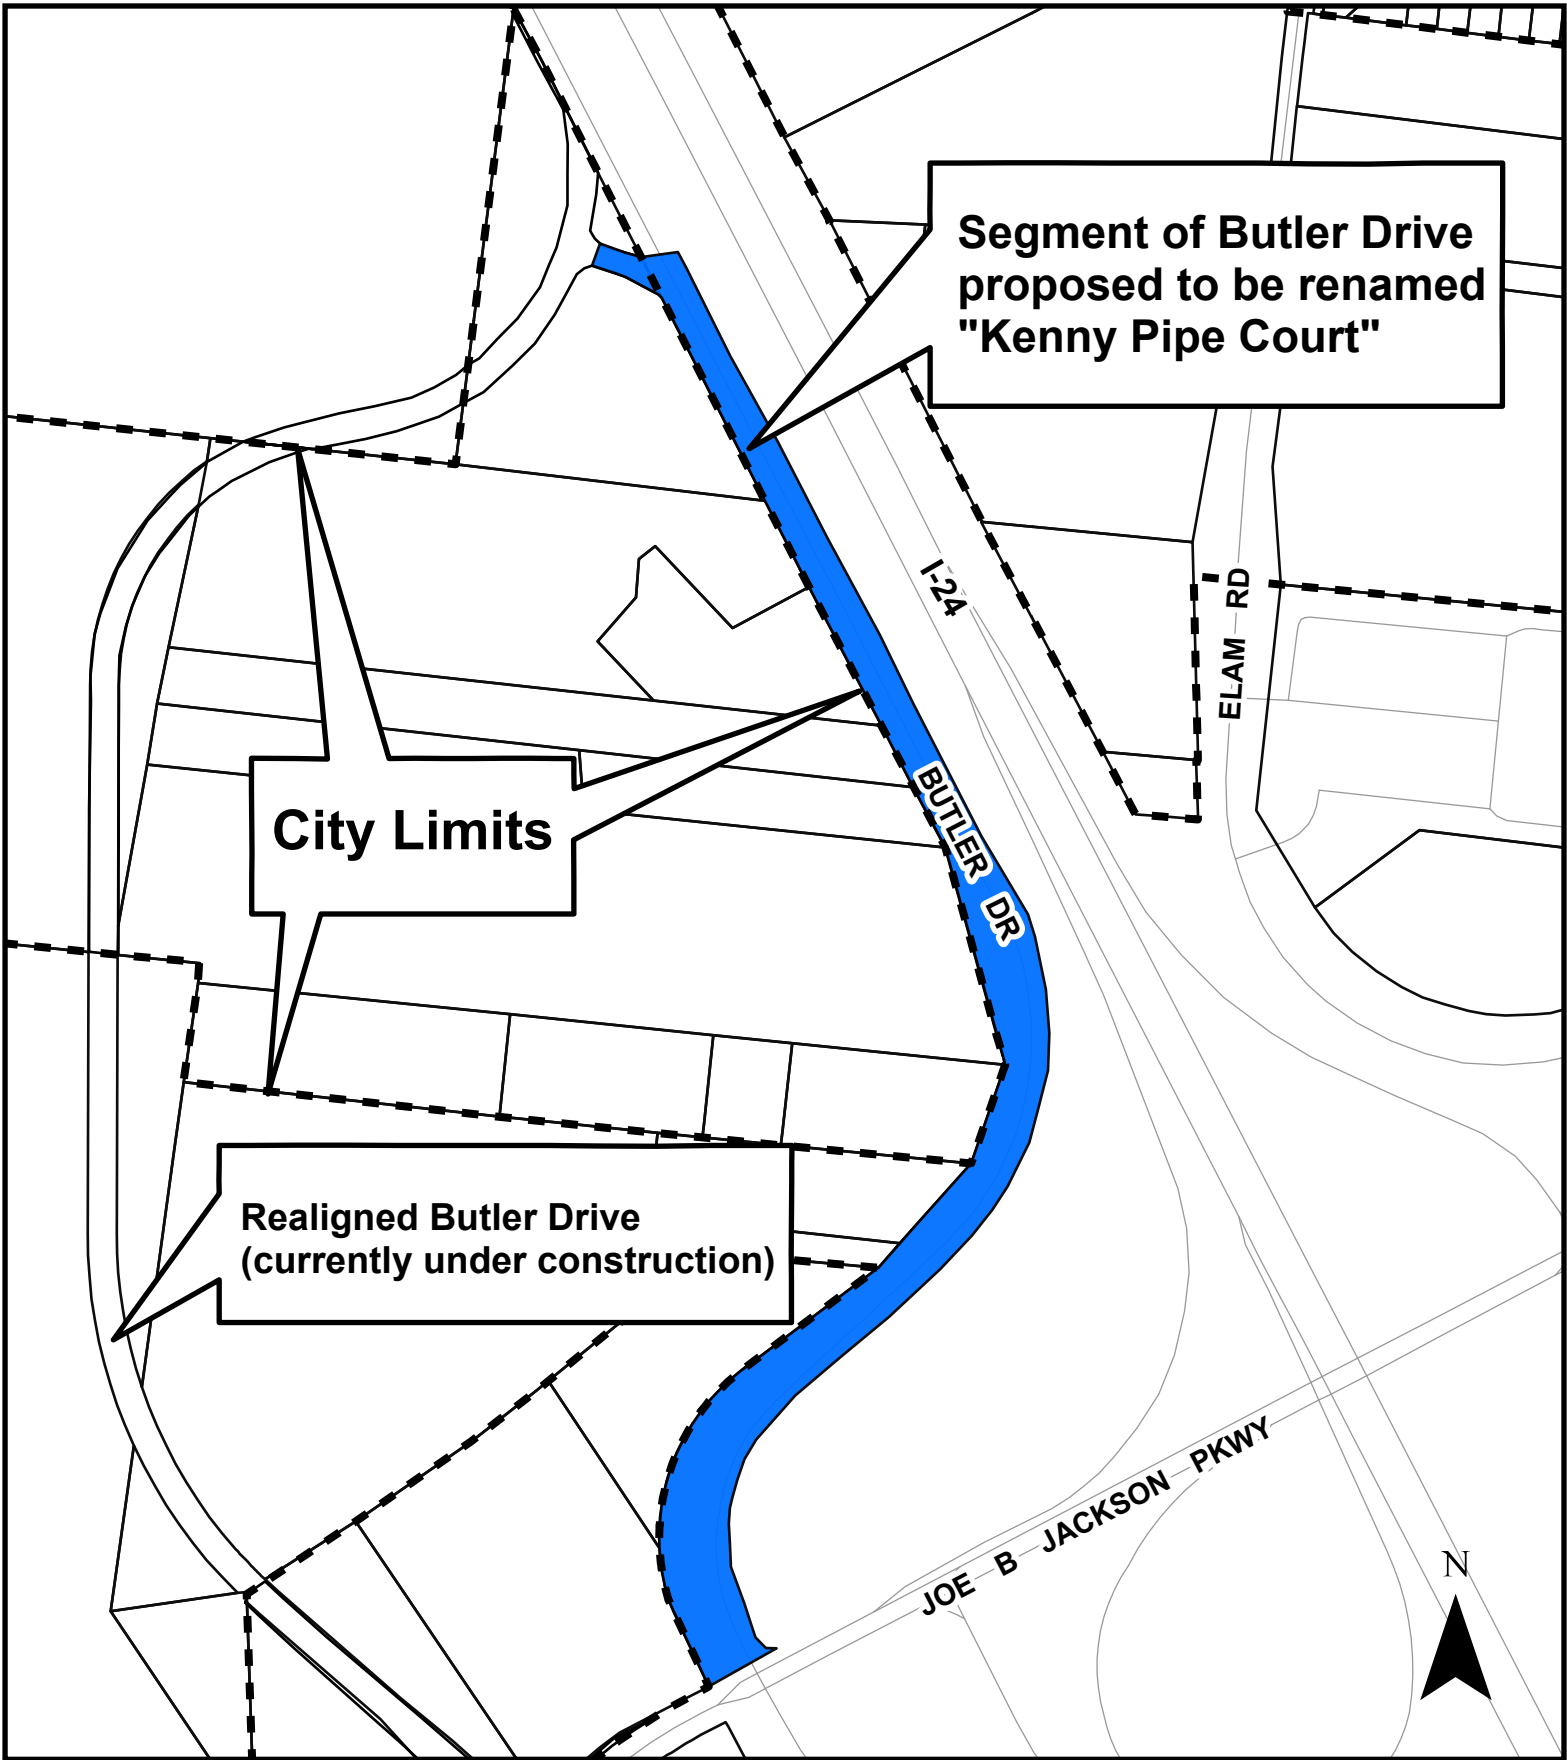 Segment of Butler Drive
proposed to be renamed
"Kenny Pipe Court"
I-24
ELAM RD
BUTLER DR
City Limits
Realigned Butler Drive
(currently under construction)
JOE B JACKSON PKWY
N